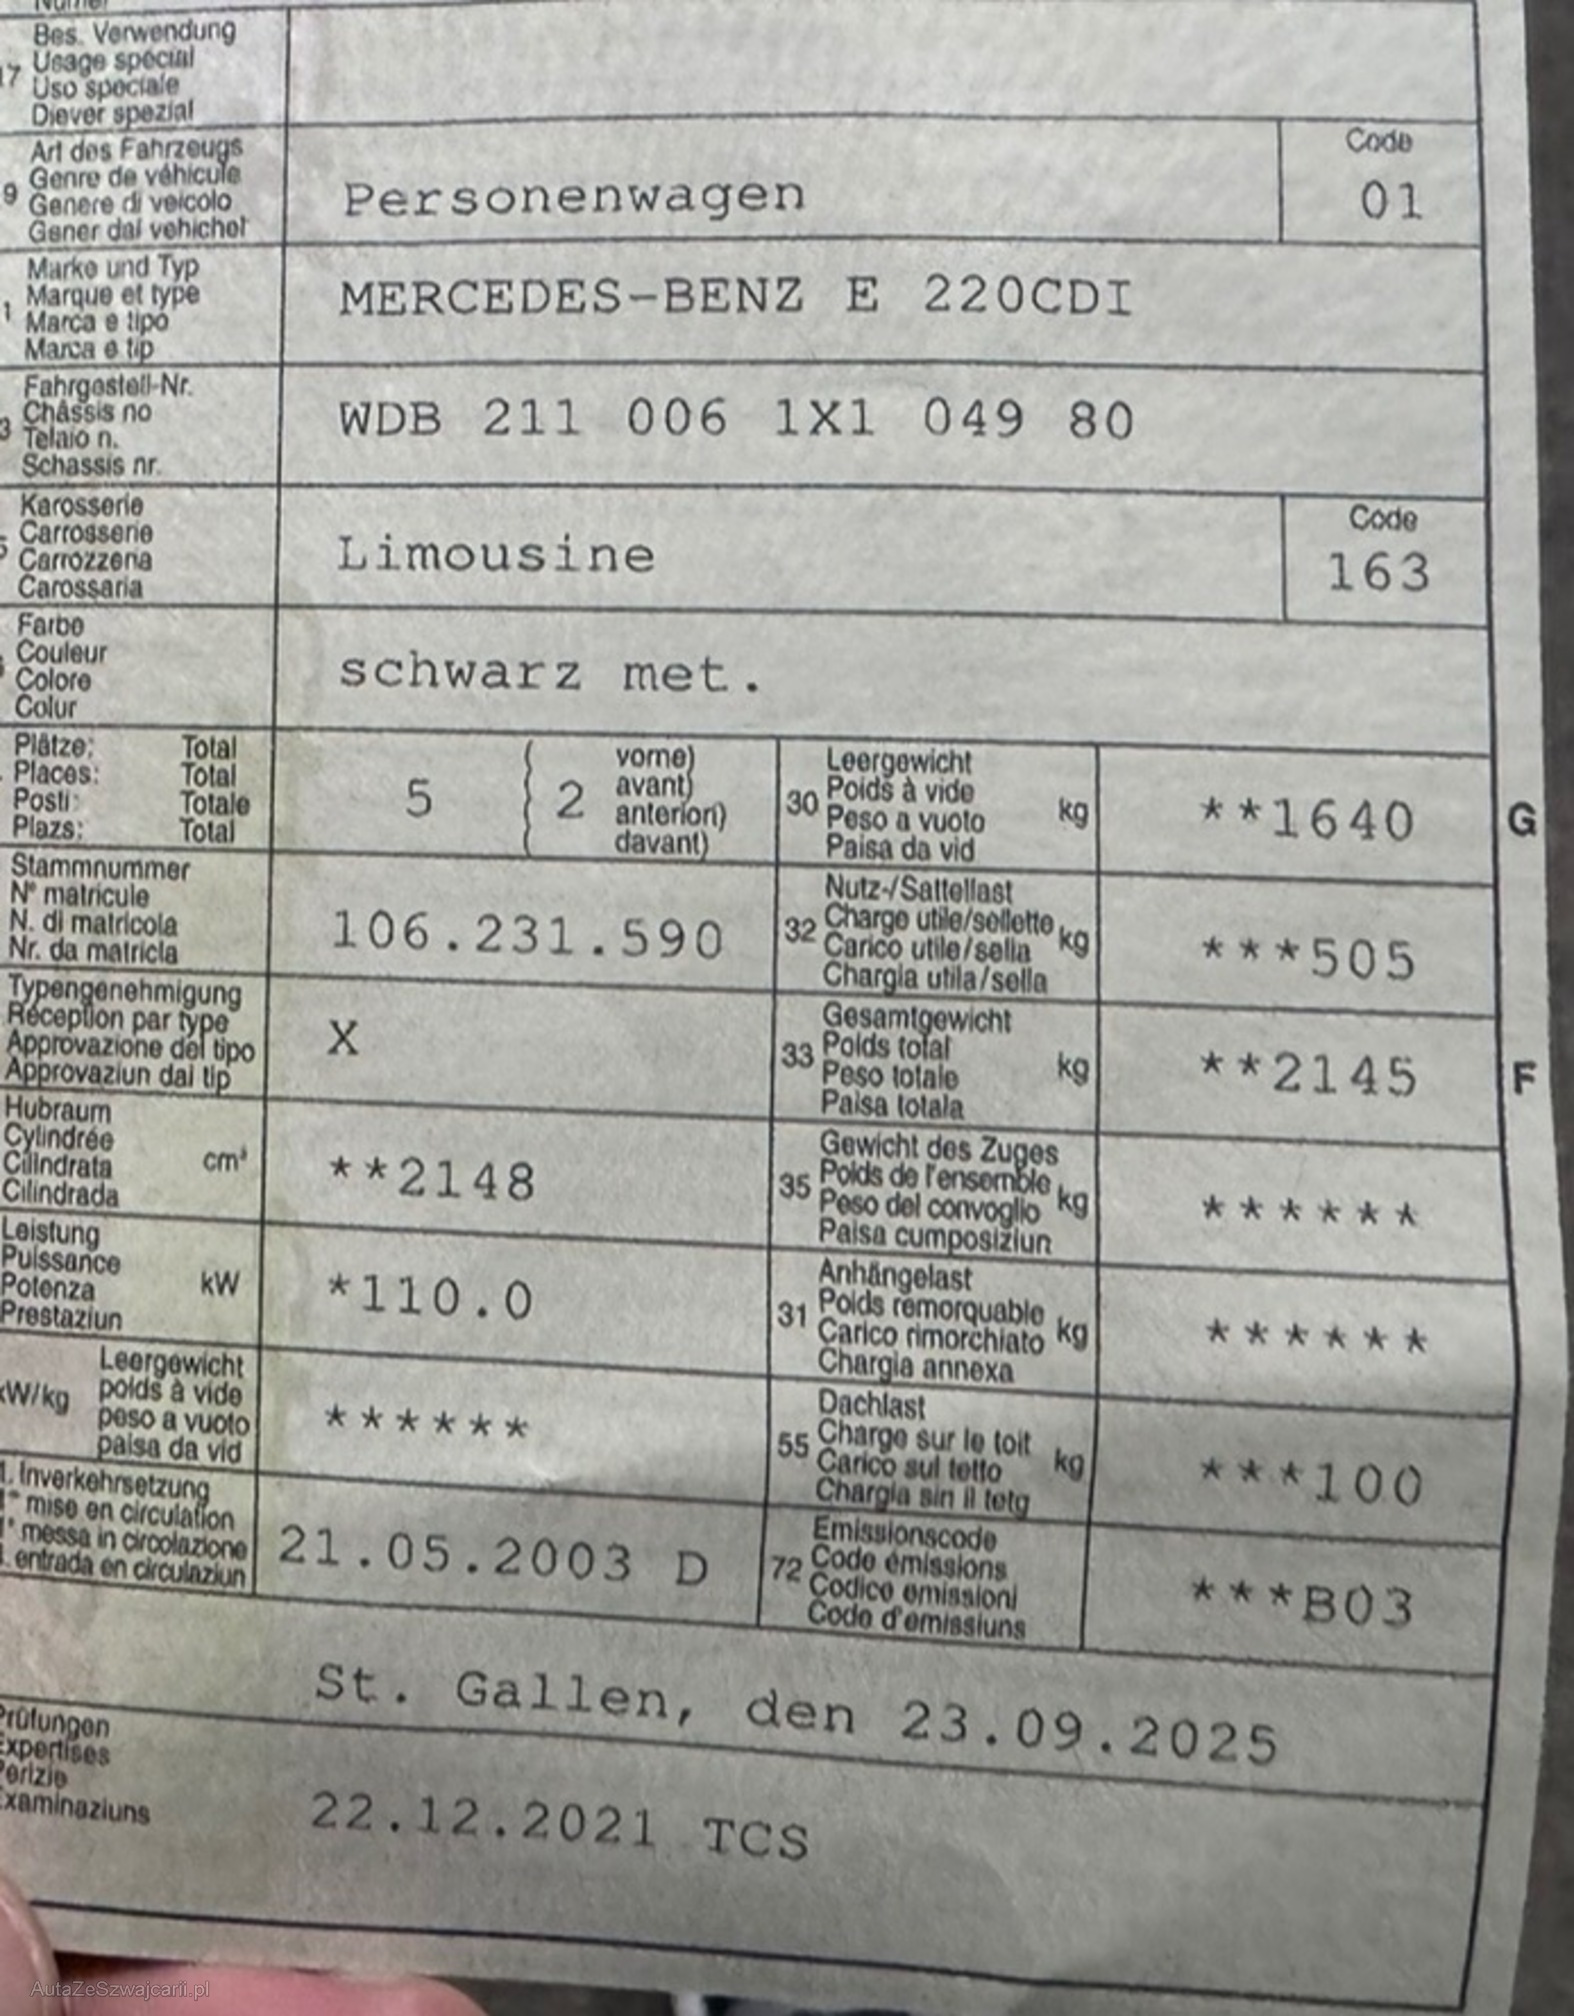 Bes. Verwendung
17 Usage spécial
Uso speciale
Diever spezial
Art des Fahrzeugs
Code
9 Genre de véhicule
Genere di veicolo
Gener dal vehichel
Personenwagen
01
Marke und Typ
1 Marque et type
Marca e tipo
Marca e tip
MERCEDES-BENZ E 220CDI
Fahrgestell-Nr.
3 Châssis no
Telaio n.
Schassis nr.
WDB 211 006 1X1 049 80
Karosserie
Carrosserie
Carrozzeria
Carossaria
Limousine
Code
163
Farbe
Couleur
Colore
Colur
schwarz met.
Plätze: Total
Places: Total
Posti: Totale
Plazs: Total
5
2
vorne)
avant)
anteriori)
davant)
Leergewicht
30 Poids à vide kg
Peso a vuoto
Paisa da vid
**1640
G
Stammnummer
N° matricule
N. di matricola
Nr. da matricla
106.231.590
Nutz-/Sattellast
32 Charge utile/sellette kg
Carico utile/sella
Chargia utila/sella
***505
Typengenehmigung
Réception par type
Approvazione del tipo
Approvaziun dal tip
X
Gesamtgewicht
33 Poids total kg
Peso totale
Paisa totala
**2145
F
Hubraum
Cylindrée
Cilindrata cm³
Cilindrada
**2148
Gewicht des Zuges
35 Poids de l'ensemble kg
Peso del convoglio
Paisa cumposiziun
******
Leistung
Puissance
Potenza kW
Prestaziun
*110.0
Anhängelast
31 Poids remorquable kg
Carico rimorchiato
Chargia annexa
******
Leergewicht
kW/kg poids à vide
peso a vuoto
paisa da vid
******
Dachlast
55 Charge sur le toit kg
Carico sul tetto
Chargia sin il tetg
***100
1. Inverkehrsetzung
1re mise en circulation
1a messa in circolazione
1. entrada en circulaziun
21.05.2003 D
Emissionscode
72 Code émissions
Codice emissioni
Code d'emissiuns
***B03
St. Gallen, den 23.09.2025
Prüfungen
Expertises
Perizie
Examinaziuns
22.12.2021 TCS
AutaZeSzwajcarii.pl